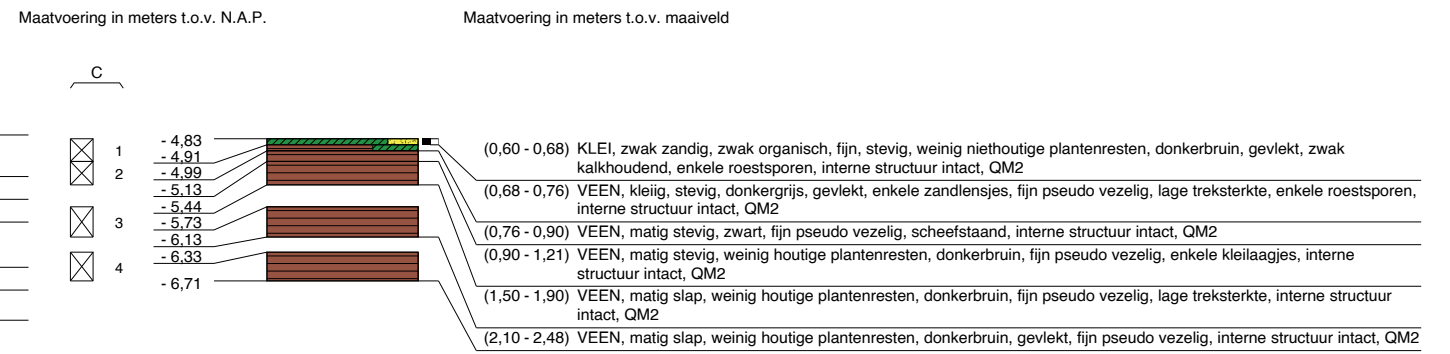 Maatvoering in meters t.o.v. N.A.P.
Maatvoering in meters t.o.v. maaiveld
C
1
2
3
4
- 4,83
- 4,91
- 4,99
- 5,13
- 5,44
- 5,73
- 6,13
- 6,33
- 6,71
(0,60 - 0,68) KLEI, zwak zandig, zwak organisch, fijn, stevig, weinig niethoutige plantenresten, donkerbruin, gevlekt, zwak
kalkhoudend, enkele roestsporen, interne structuur intact, QM2
(0,68 - 0,76) VEEN, kleiig, stevig, donkergrijs, gevlekt, enkele zandlensjes, fijn pseudo vezelig, lage treksterkte, enkele roestsporen,
interne structuur intact, QM2
(0,76 - 0,90) VEEN, matig stevig, zwart, fijn pseudo vezelig, scheefstaand, interne structuur intact, QM2
(0,90 - 1,21) VEEN, matig stevig, weinig houtige plantenresten, donkerbruin, fijn pseudo vezelig, enkele kleilaagjes, interne
structuur intact, QM2
(1,50 - 1,90) VEEN, matig slap, weinig houtige plantenresten, donkerbruin, fijn pseudo vezelig, lage treksterkte, interne structuur
intact, QM2
(2,10 - 2,48) VEEN, matig slap, weinig houtige plantenresten, donkerbruin, gevlekt, fijn pseudo vezelig, interne structuur intact, QM2